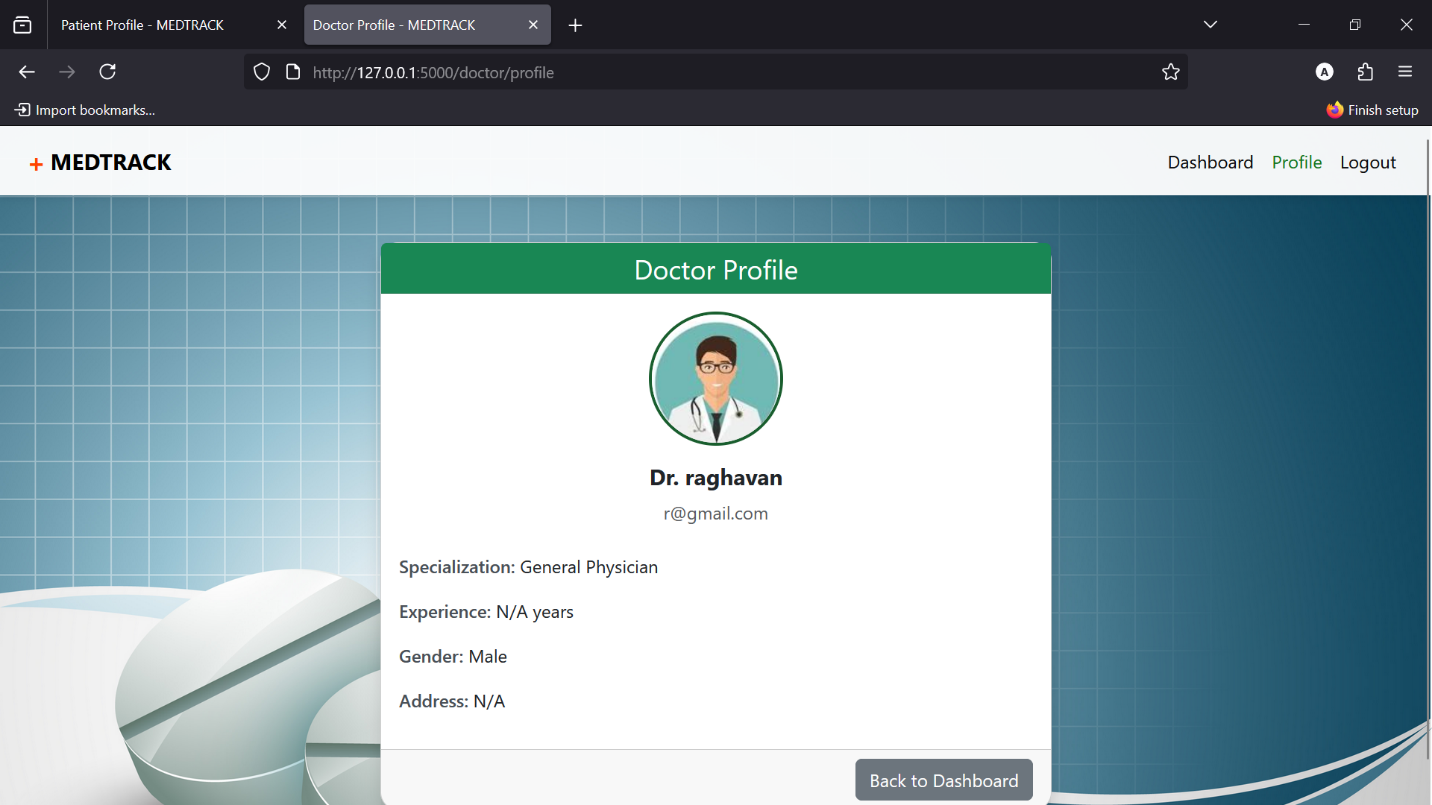 Patient Profile - MEDTRACK
Doctor Profile - MEDTRACK
http://127.0.0.1:5000/doctor/profile
A
Import bookmarks...
Finish setup
+ MEDTRACK
Dashboard Profile Logout
Doctor Profile
Dr. raghavan
r@gmail.com
Specialization: General Physician
Experience: N/A years
Gender: Male
Address: N/A
Back to Dashboard